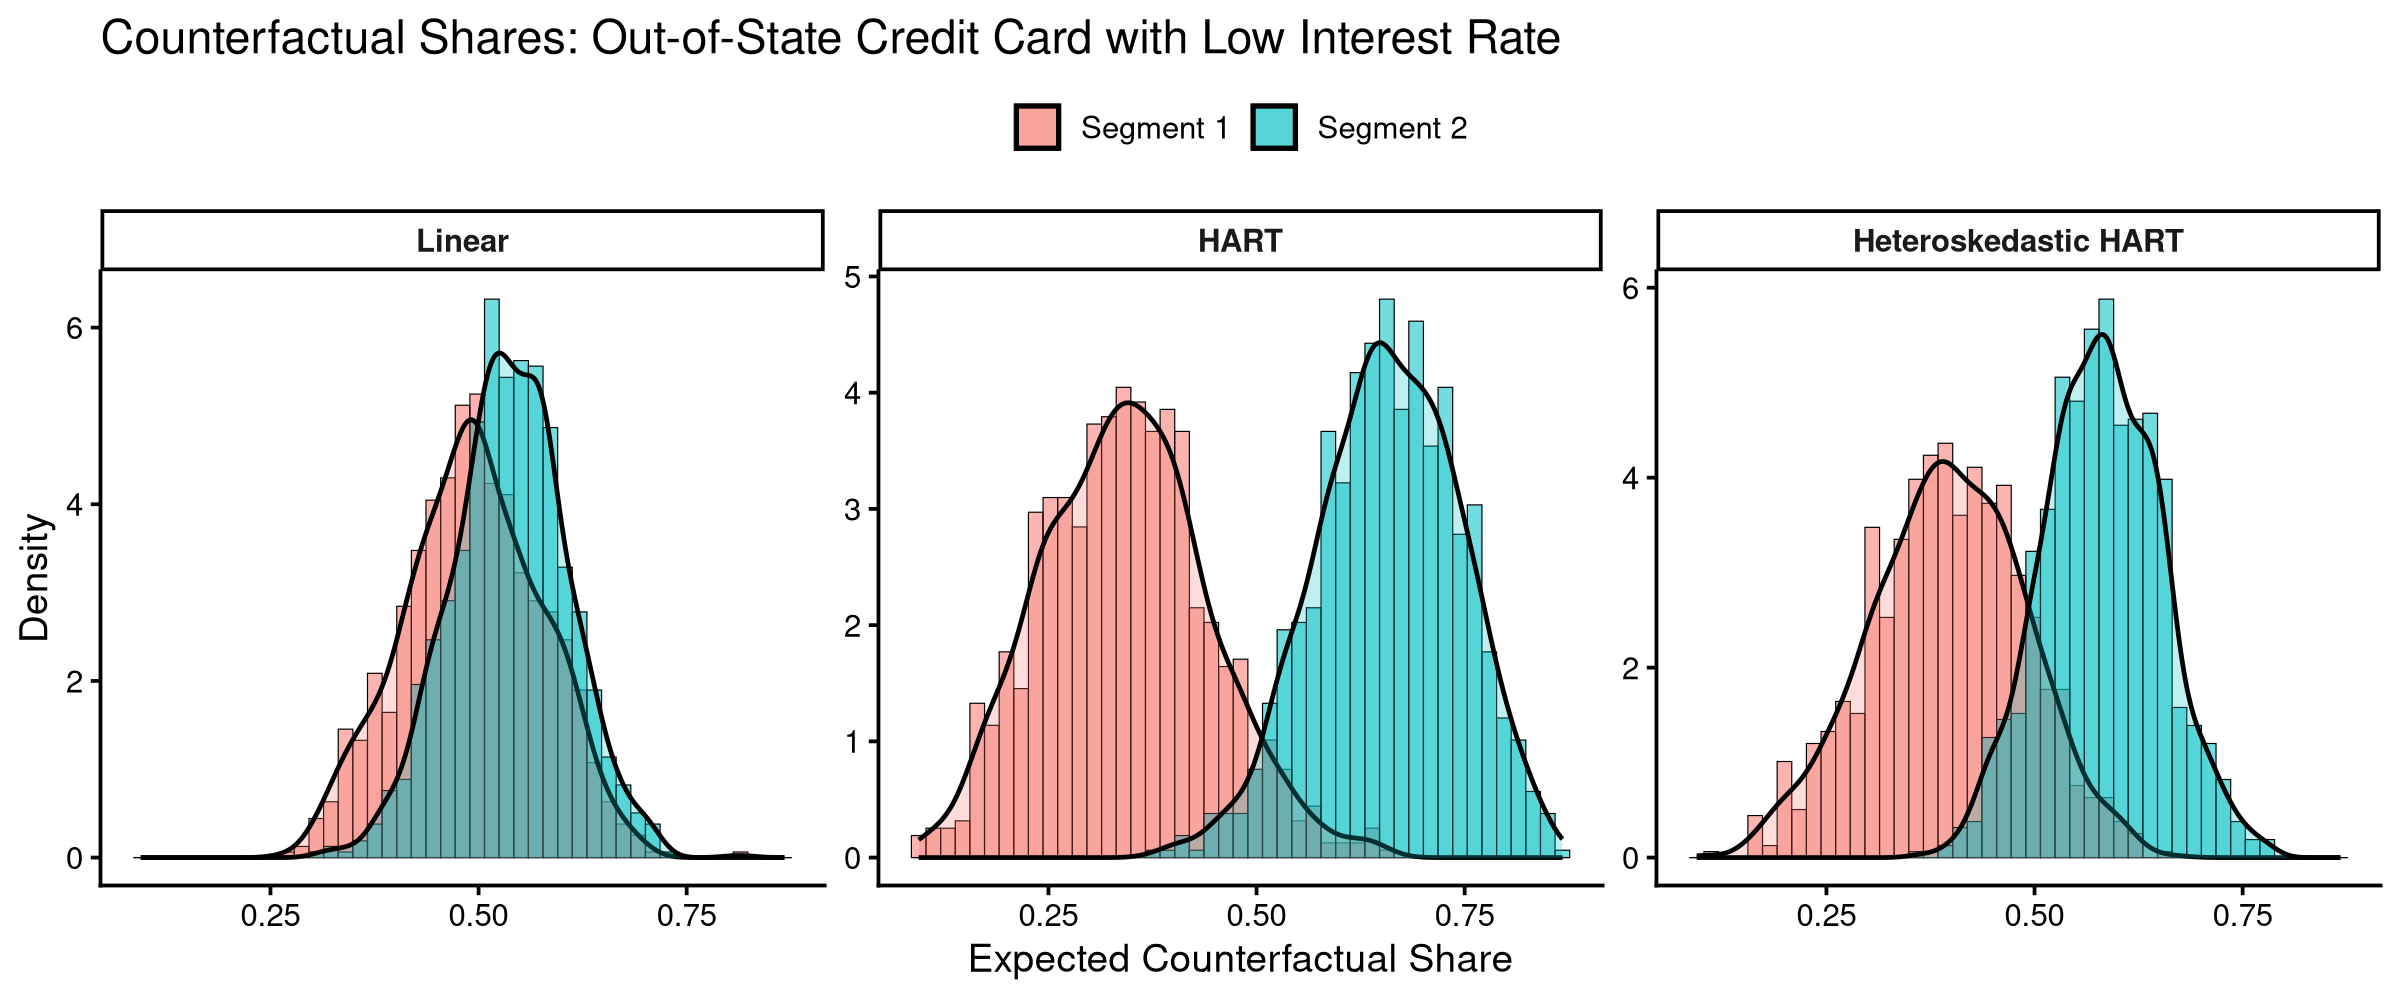 Counterfactual Shares: Out-of-State Credit Card with Low Interest Rate
Segment 1 Segment 2
Linear HART Heteroskedastic HART
Density
6
4
2
0
5
4
3
2
1
0
6
4
2
0
0.25 0.50 0.75 0.25 0.50 0.75 0.25 0.50 0.75
Expected Counterfactual Share